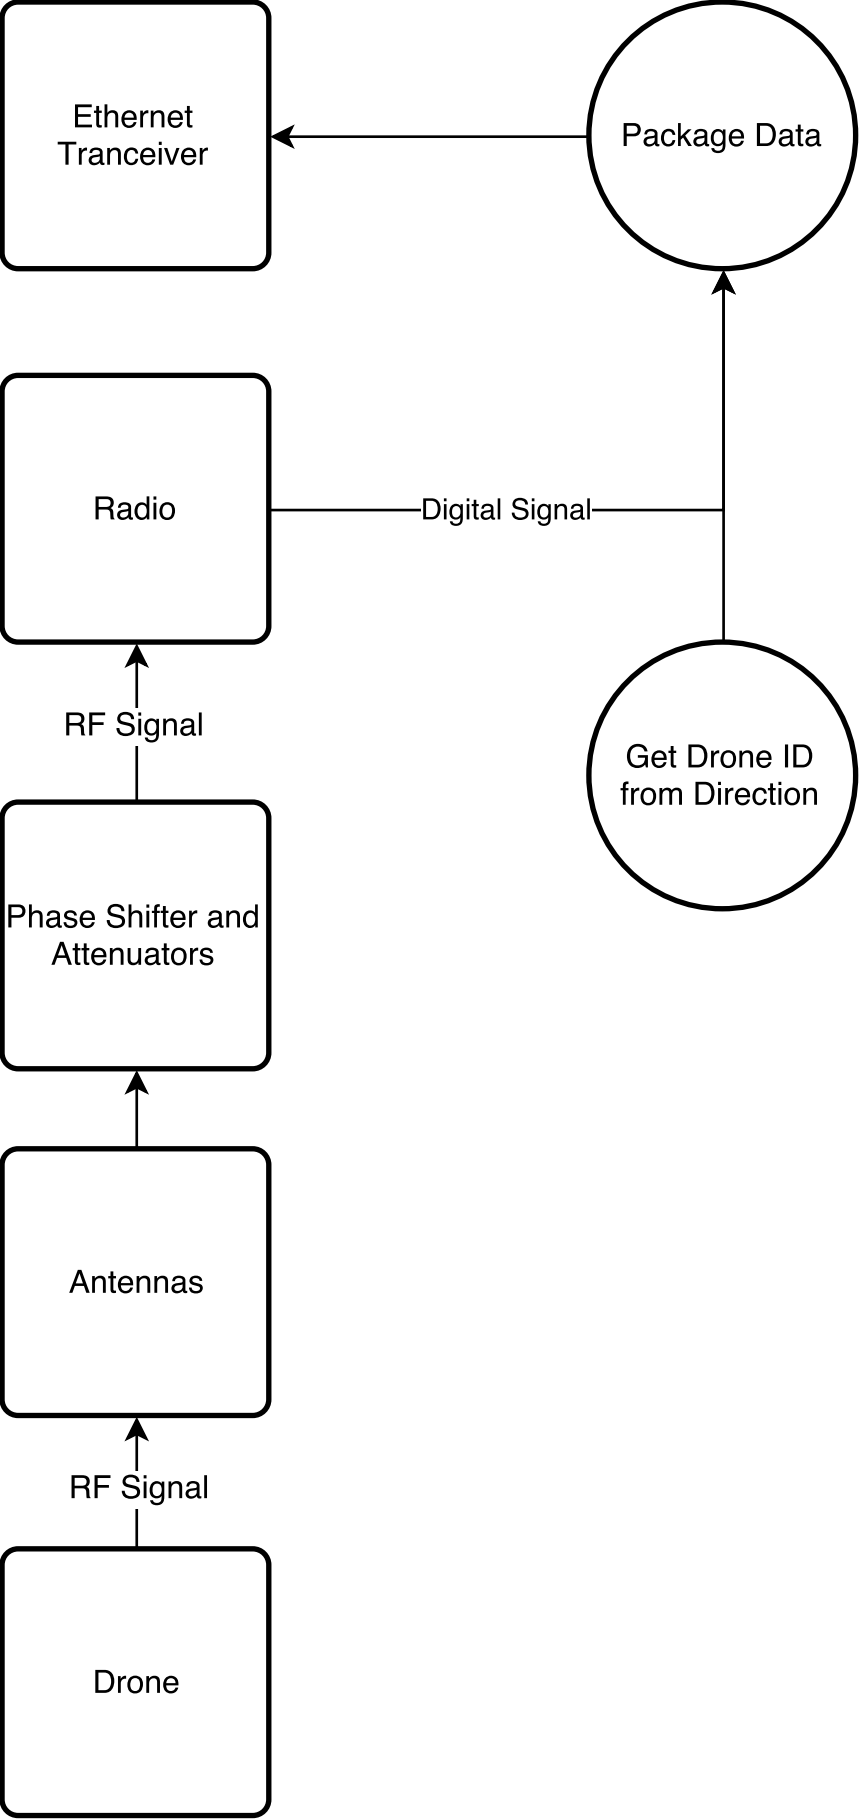 Ethernet
Tranceiver
Package Data
Radio
Digital Signal
RF Signal
Get Drone ID
from Direction
Phase Shifter and
Attenuators
Antennas
RF Signal
Drone